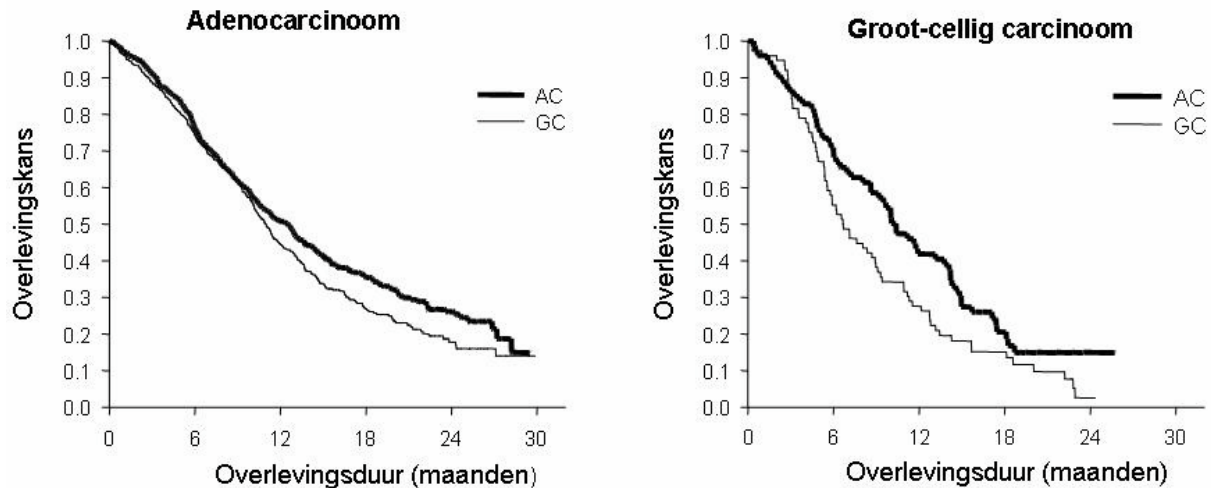 Adenocarcinoom
1.0
0.9
0.8
0.7
0.6
0.5
0.4
0.3
0.2
0.1
0.0
Overlevingskans
AC
GC
0 6 12 18 24 30
Overlevingsduur (maanden)
Groot-cellig carcinoom
1.0
0.9
0.8
0.7
0.6
0.5
0.4
0.3
0.2
0.1
0.0
Overlevingskans
AC
GC
0 6 12 18 24 30
Overlevingsduur (maanden)